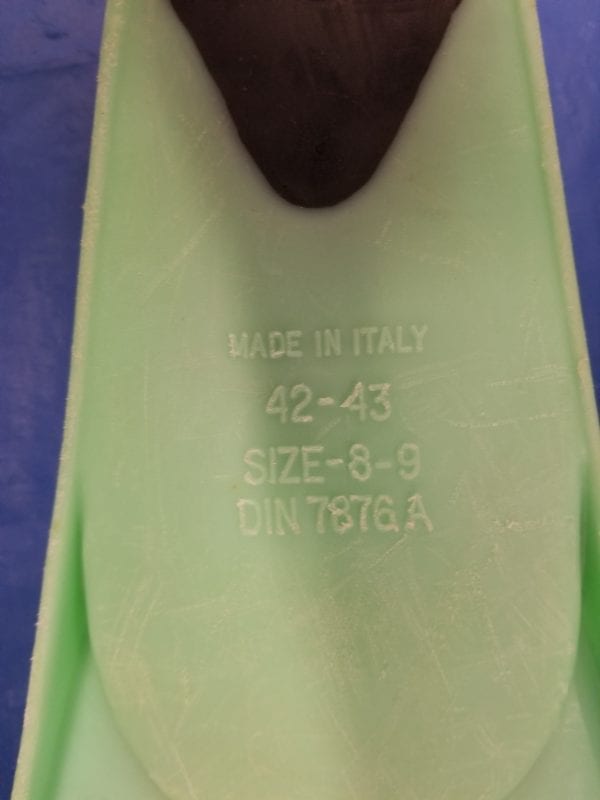 MADE IN ITALY
42-43
SIZE-8-9
DIN 7876 A